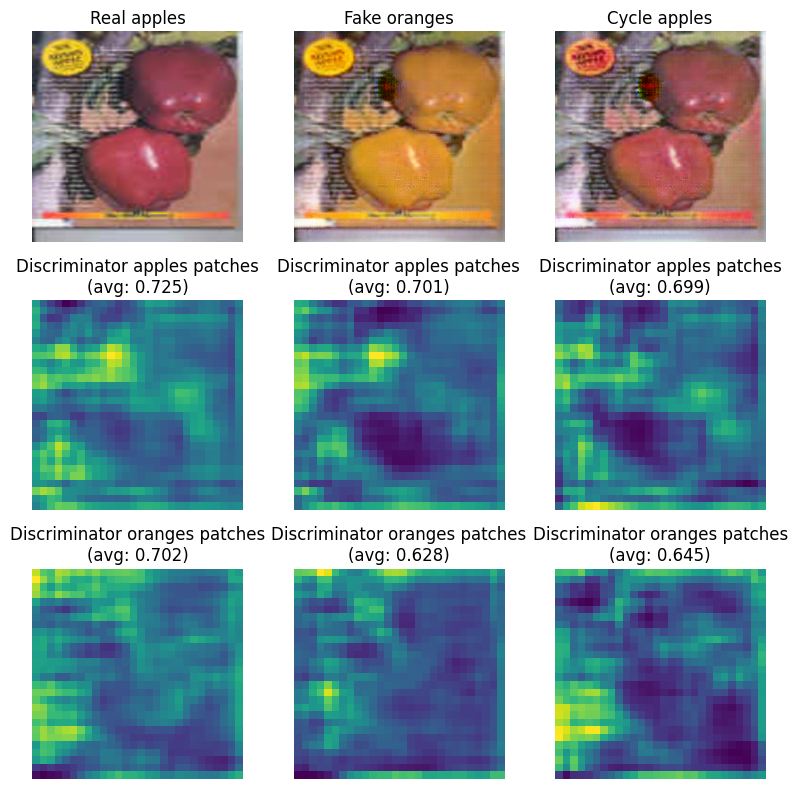 Real apples
Fake oranges
Cycle apples
Discriminator apples patches
(avg: 0.725)
Discriminator apples patches
(avg: 0.701)
Discriminator apples patches
(avg: 0.699)
Discriminator oranges patches
(avg: 0.702)
Discriminator oranges patches
(avg: 0.628)
Discriminator oranges patches
(avg: 0.645)